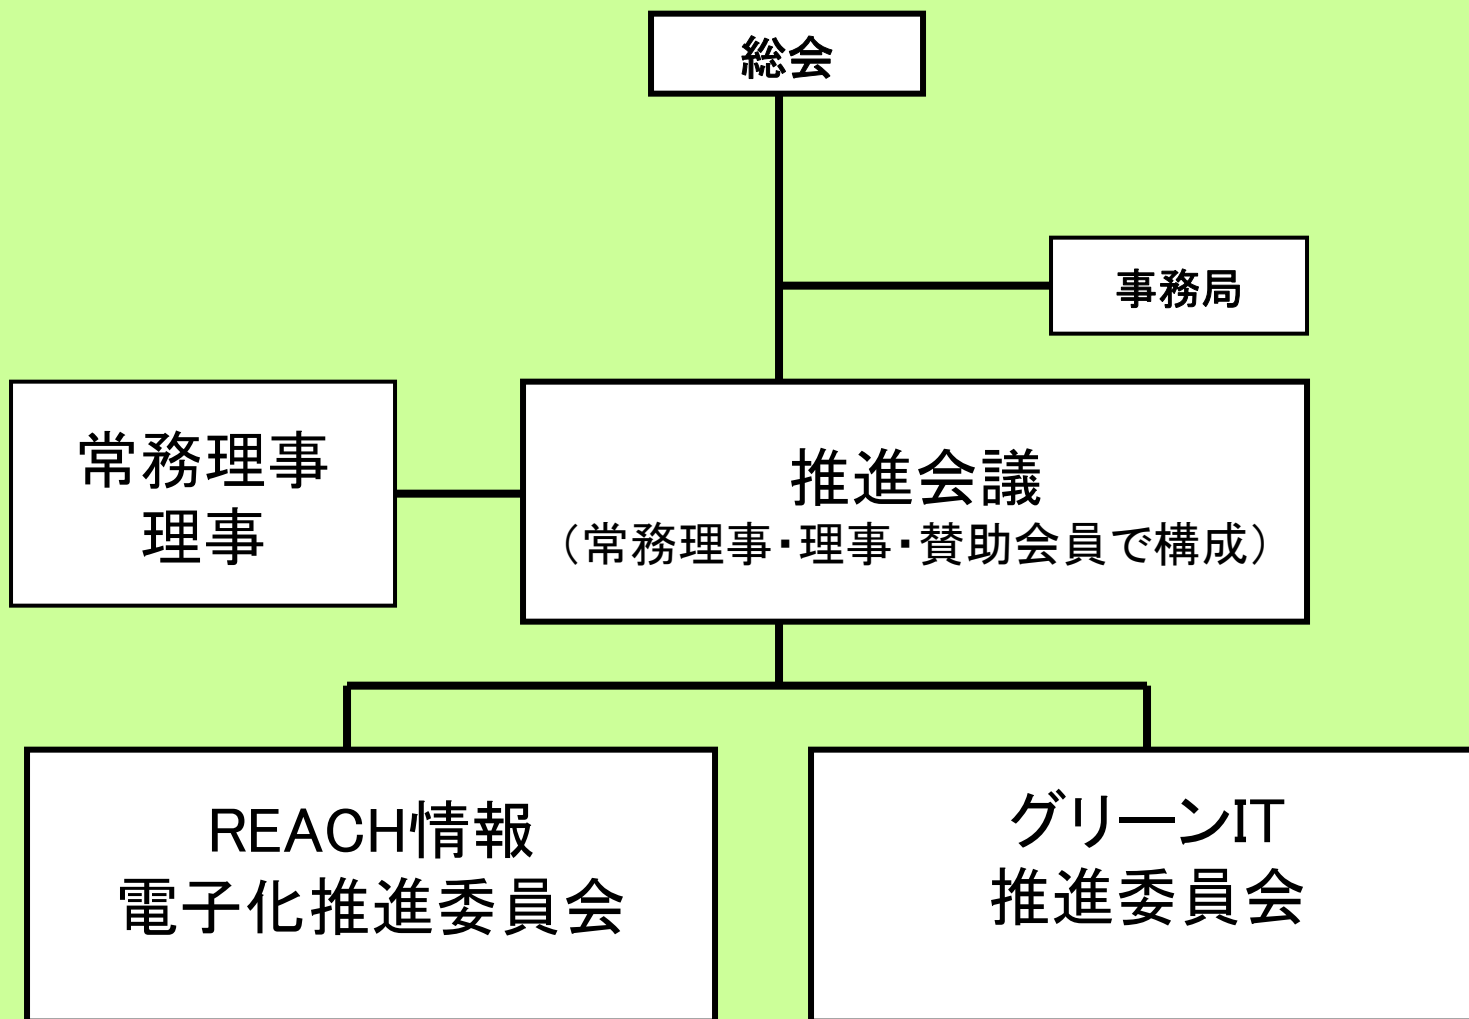 総会
事務局
常務理事
理事
推進会議
（常務理事・理事・賛助会員で構成）
REACH情報
電子化推進委員会
グリーンIT
推進委員会